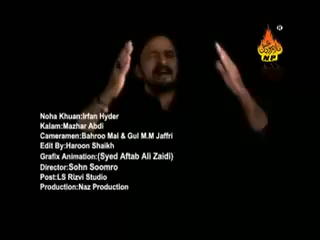 Noha Khuan:Irfan Hyder
Kalam:Mazhar Abdi
Cameramen:Bahroo Mal & Gul M.M Jaffri
Edit By:Haroon Shaikh
Grafix Animation:(Syed Aftab Ali Zaidi)
Director:Sohn Soomro
Post:LS Rizvi Studio
Production:Naz Production